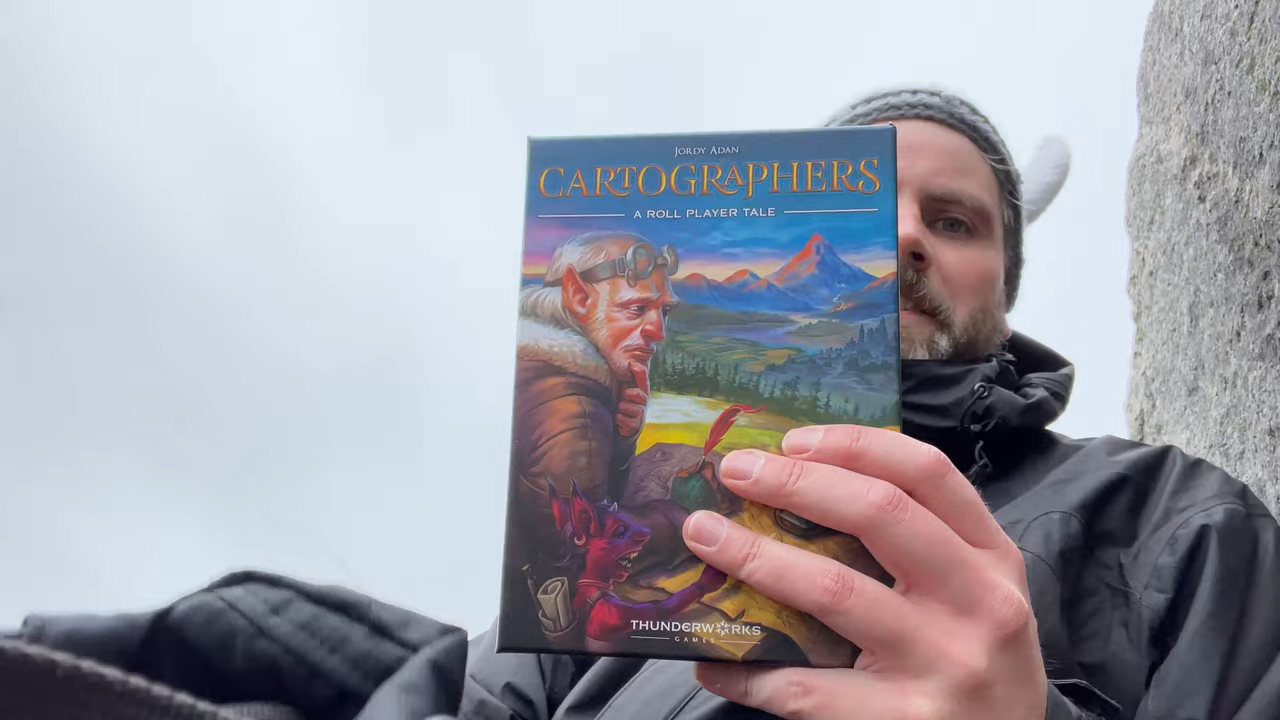 JORDY ADAN
CARTOGRAPHERS
A ROLL PLAYER TALE
THUNDERWORKS
GAMES